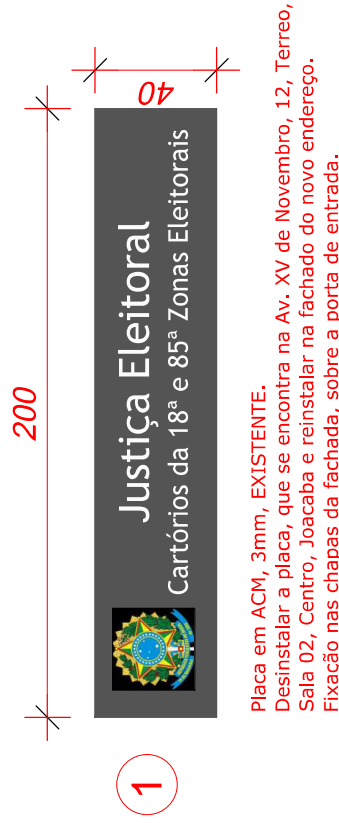 200
40
1
Justiça Eleitoral
Cartórios da 18ª e 85ª Zonas Eleitorais
Placa em ACM, 3mm, EXISTENTE.
Desinstalar a placa, que se encontra na Av. XV de Novembro, 12, Terreo,
Sala 02, Centro, Joacaba e reinstalar na fachado do novo endereço.
Fixação nas chapas da fachada, sobre a porta de entrada.